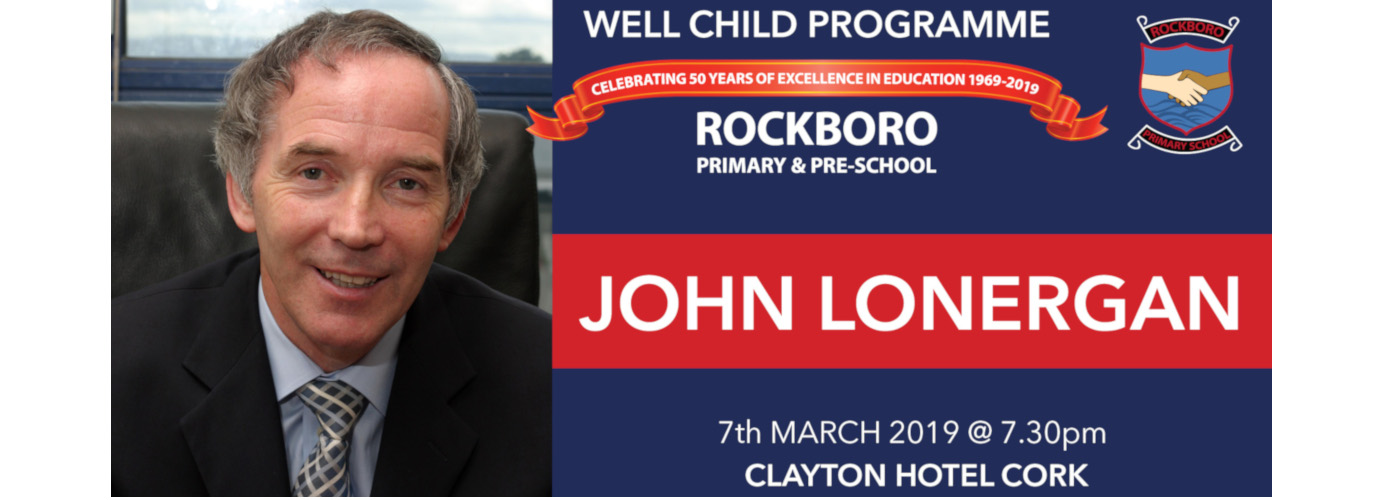 WELL CHILD PROGRAMME
CELEBRATING 50 YEARS OF EXCELLENCE IN EDUCATION 1969-2019
ROCKBORO
PRIMARY & PRE-SCHOOL
ROCKBORO
PRIMARY SCHOOL
JOHN LONERGAN
7th MARCH 2019 @ 7.30pm
CLAYTON HOTEL CORK